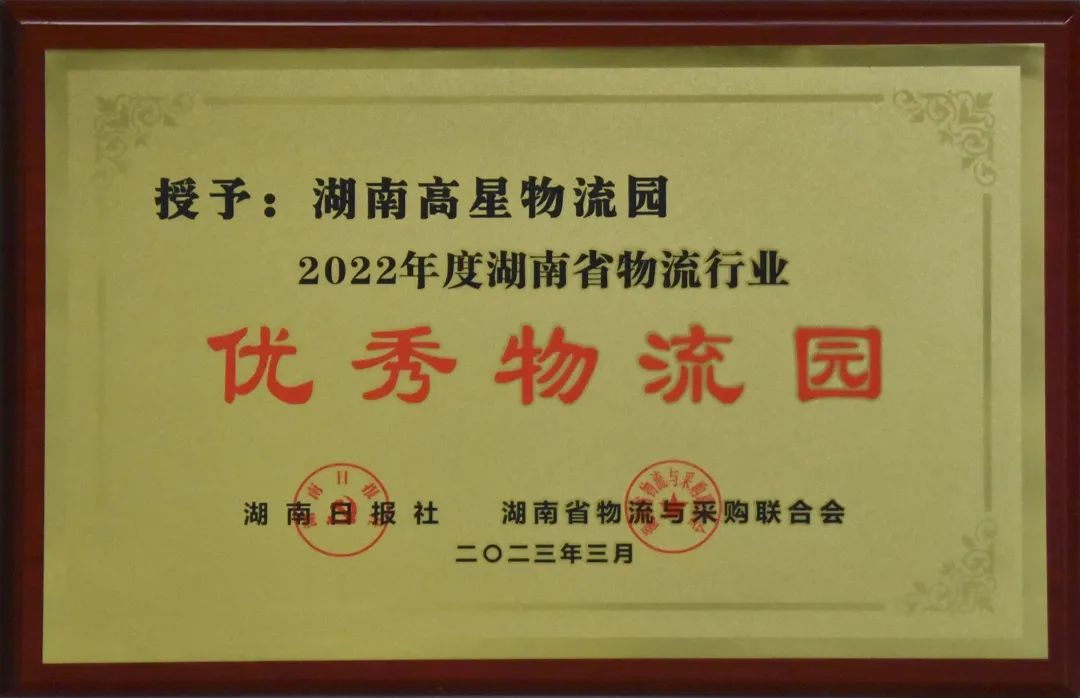 授予：湖南高星物流园
2022年度湖南省物流行业
优秀物流园
湖南日报社 湖南省物流与采购联合会
二〇二三年三月